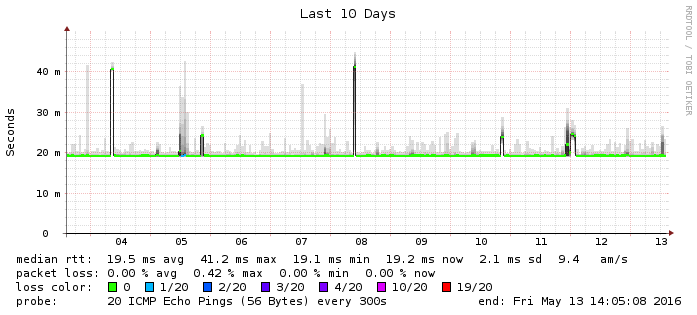 Last 10 Days
RRDTOOL / TOBI OETIKER
Seconds
40 m
30 m
20 m
10 m
0
04 05 06 07 08 09 10 11 12 13
median rtt: 19.5 ms avg 41.2 ms max 19.1 ms min 19.2 ms now 2.1 ms sd 9.4 am/s
packet loss: 0.00 % avg 0.42 % max 0.00 % min 0.00 % now
loss color: 0 1/20 2/20 3/20 4/20 10/20 19/20
probe: 20 ICMP Echo Pings (56 Bytes) every 300s end: Fri May 13 14:05:08 2016